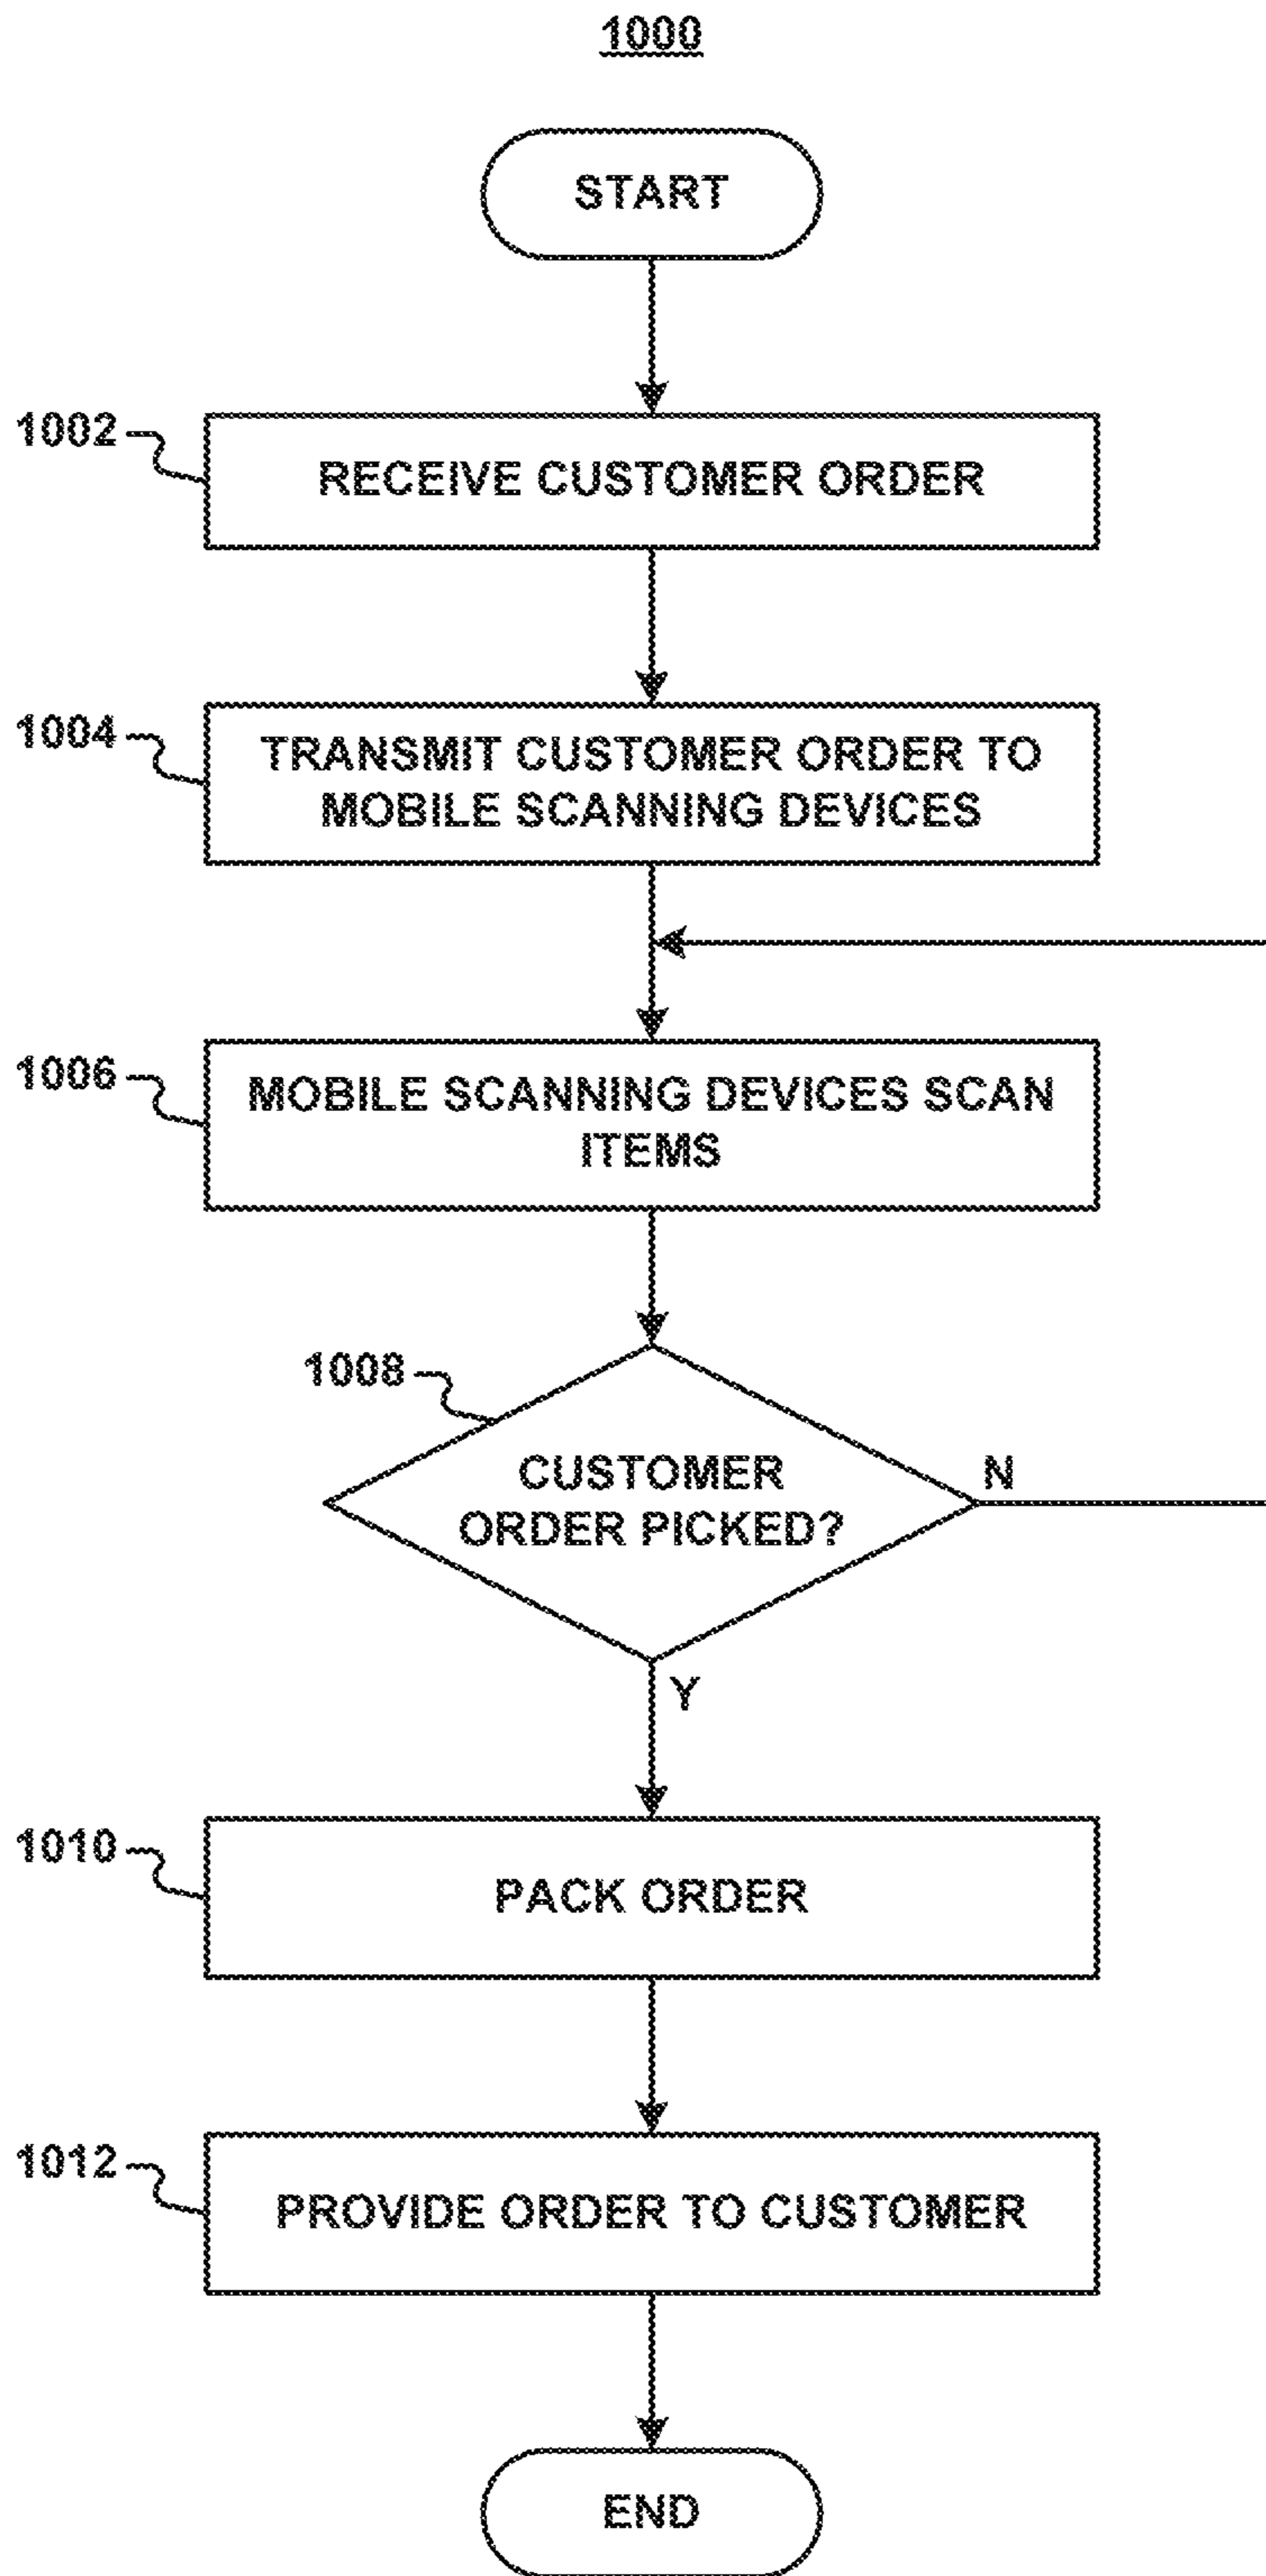 1000
START
1002
RECEIVE CUSTOMER ORDER
1004
TRANSMIT CUSTOMER ORDER TO
MOBILE SCANNING DEVICES
1006
MOBILE SCANNING DEVICES SCAN
ITEMS
1008
CUSTOMER
ORDER PICKED?
N
Y
1010
PACK ORDER
1012
PROVIDE ORDER TO CUSTOMER
END